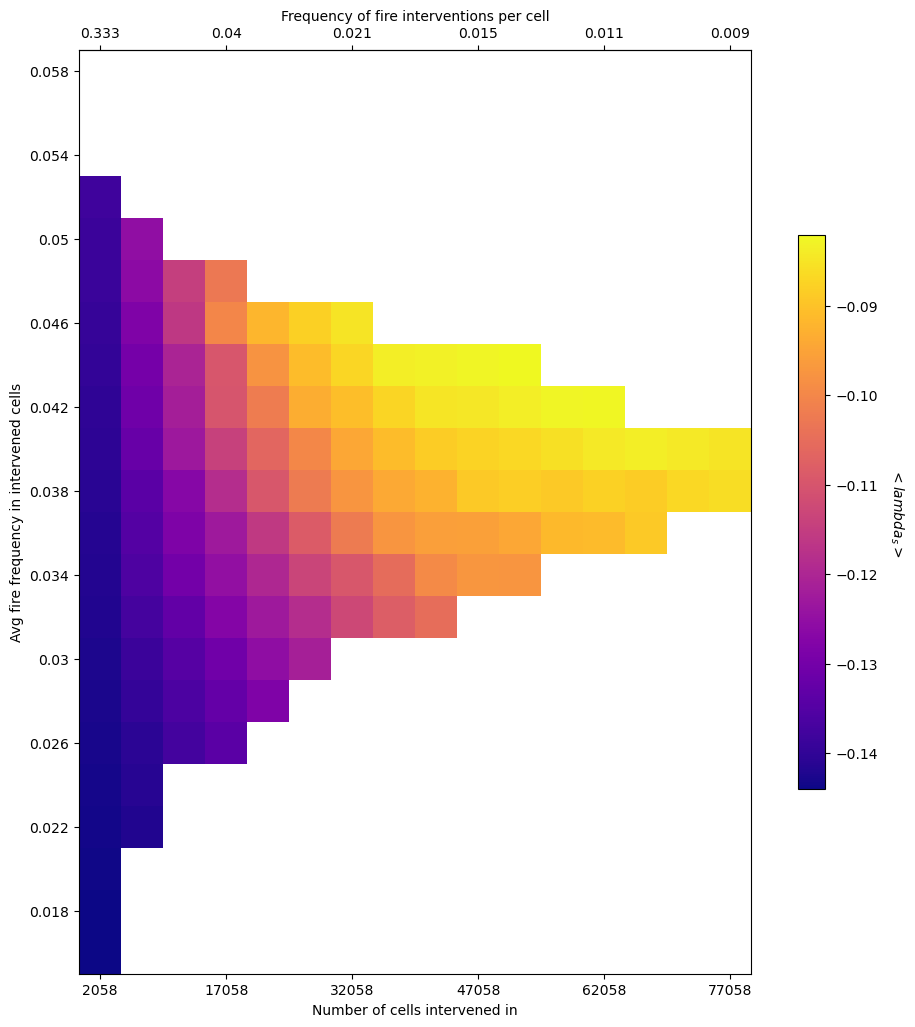 Frequency of fire interventions per cell
0.333 0.04 0.021 0.015 0.011 0.009
Avg fire frequency in intervened cells
0.058
0.054
0.05
0.046
0.042
0.038
0.034
0.03
0.026
0.022
0.018
2058 17058 32058 47058 62058 77058
Number of cells intervened in
−0.09
−0.10
−0.11
−0.12
−0.13
−0.14
< lambda_s >